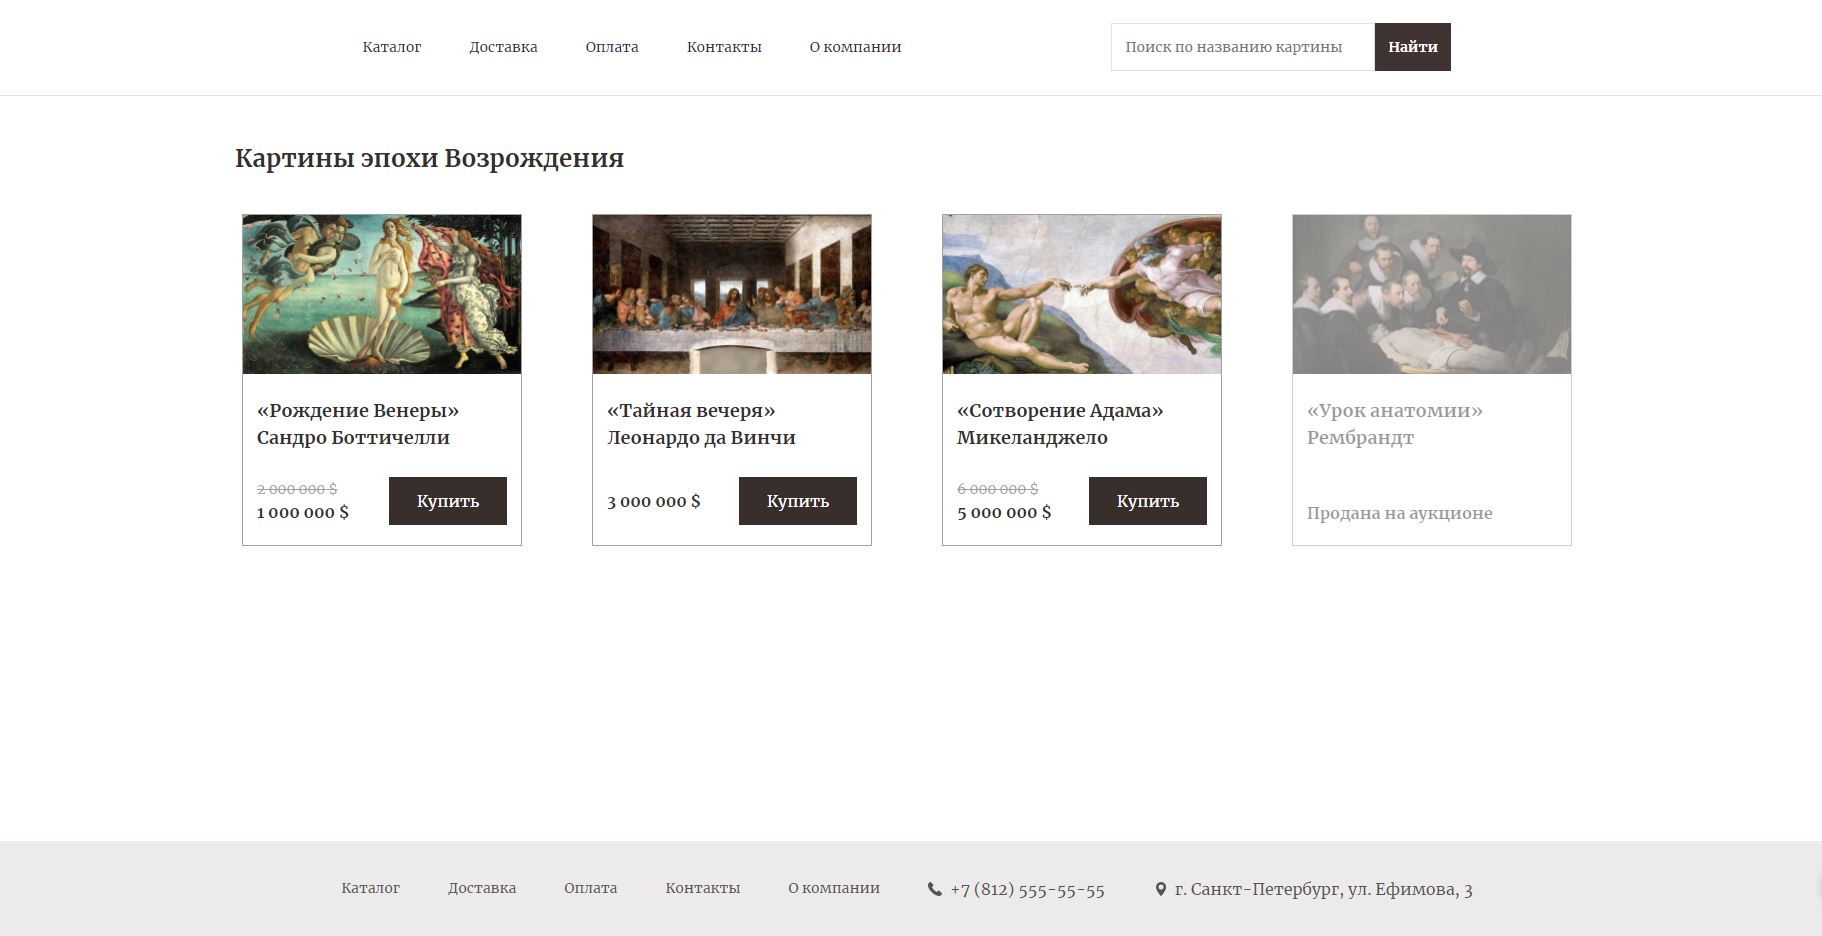 Каталог Доставка Оплата Контакты О компании Поиск по названию картины Найти
Картины эпохи Возрождения
«Рождение Венеры»
Сандро Боттичелли
2 000 000 $
1 000 000 $
Купить
«Тайная вечеря»
Леонардо да Винчи
3 000 000 $
Купить
«Сотворение Адама»
Микеланджело
6 000 000 $
5 000 000 $
Купить
«Урок анатомии»
Рембрандт
Продана на аукционе
Каталог Доставка Оплата Контакты О компании +7 (812) 555-55-55 г. Санкт-Петербург, ул. Ефимова, 3